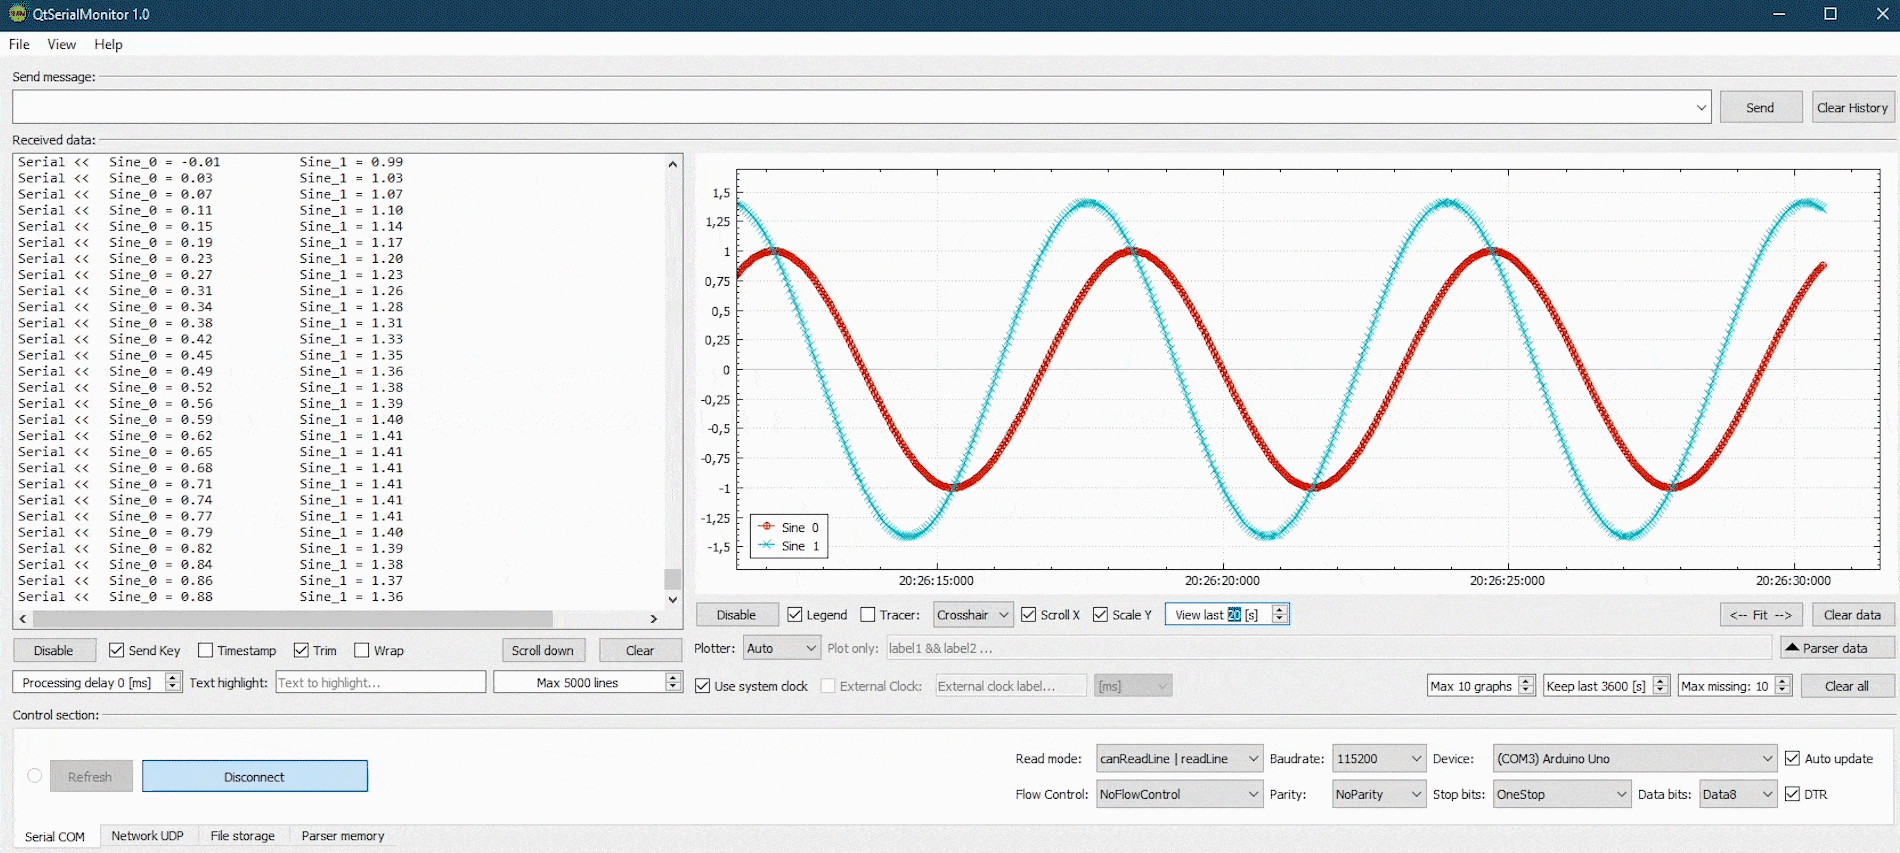 QtSerialMonitor 1.0
File View Help
Send message:
Send Clear History
Received data:
Serial << Sine_0 = -0.01 Sine_1 = 0.99
Serial << Sine_0 = 0.03 Sine_1 = 1.03
Serial << Sine_0 = 0.07 Sine_1 = 1.07
Serial << Sine_0 = 0.11 Sine_1 = 1.10
Serial << Sine_0 = 0.15 Sine_1 = 1.14
Serial << Sine_0 = 0.19 Sine_1 = 1.17
Serial << Sine_0 = 0.23 Sine_1 = 1.20
Serial << Sine_0 = 0.27 Sine_1 = 1.23
Serial << Sine_0 = 0.31 Sine_1 = 1.26
Serial << Sine_0 = 0.34 Sine_1 = 1.28
Serial << Sine_0 = 0.38 Sine_1 = 1.31
Serial << Sine_0 = 0.42 Sine_1 = 1.33
Serial << Sine_0 = 0.45 Sine_1 = 1.35
Serial << Sine_0 = 0.49 Sine_1 = 1.36
Serial << Sine_0 = 0.52 Sine_1 = 1.38
Serial << Sine_0 = 0.56 Sine_1 = 1.39
Serial << Sine_0 = 0.59 Sine_1 = 1.40
Serial << Sine_0 = 0.62 Sine_1 = 1.41
Serial << Sine_0 = 0.65 Sine_1 = 1.41
Serial << Sine_0 = 0.68 Sine_1 = 1.41
Serial << Sine_0 = 0.71 Sine_1 = 1.41
Serial << Sine_0 = 0.74 Sine_1 = 1.41
Serial << Sine_0 = 0.77 Sine_1 = 1.41
Serial << Sine_0 = 0.79 Sine_1 = 1.40
Serial << Sine_0 = 0.82 Sine_1 = 1.39
Serial << Sine_0 = 0.84 Sine_1 = 1.38
Serial << Sine_0 = 0.86 Sine_1 = 1.37
Serial << Sine_0 = 0.88 Sine_1 = 1.36
1,5
1,25
1
0,75
0,5
0,25
0
-0,25
-0,5
-0,75
-1
-1,25
-1,5
Sine 0
Sine 1
20:26:15:000 20:26:20:000 20:26:25:000 20:26:30:000
Disable Legend Tracer: Crosshair Scroll X Scale Y View last 20 [s] <-- Fit --> Clear data
Disable Send Key Timestamp Trim Wrap Scroll down Clear
Plotter: Auto Plot only: label1 && label2 ... Parser data
Processing delay 0 [ms] Text highlight: Text to highlight... Max 5000 lines
Use system clock External Clock: External clock label... [ms] Max 10 graphs Keep last 3600 [s] Max missing: 10 Clear all
Control section:
Refresh Disconnect
Read mode: canReadLine | readLine Baudrate: 115200 Device: (COM3) Arduino Uno Auto update
Flow Control: NoFlowControl Parity: NoParity Stop bits: OneStop Data bits: Data8 DTR
Serial COM Network UDP File storage Parser memory